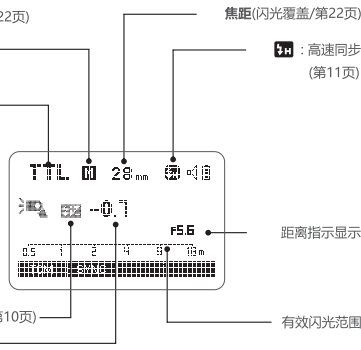 22页)
焦距(闪光覆盖/第22页)
: 高速同步
(第11页)
TTL M 28mm
-0.7
F5.6
距离指示显示
0.5 1 2 4 9 16m
第10页)
有效闪光范围